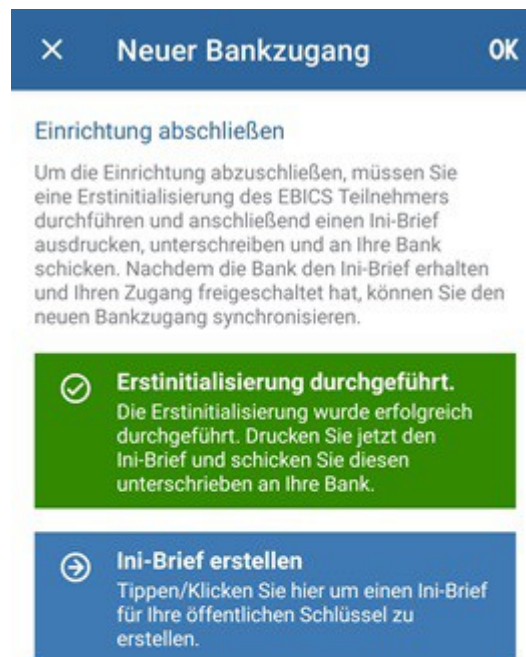 Neuer Bankzugang OK
Einrichtung abschließen
Um die Einrichtung abzuschließen, müssen Sie
eine Erstinitialisierung des EBICS Teilnehmers
durchführen und anschließend einen Ini-Brief
ausdrucken, unterschreiben und an Ihre Bank
schicken. Nachdem die Bank den Ini-Brief erhalten
und Ihren Zugang freigeschaltet hat, können Sie den
neuen Bankzugang synchronisieren.
Erstinitialisierung durchgeführt.
Die Erstinitialisierung wurde erfolgreich
durchgeführt. Drucken Sie jetzt den
Ini-Brief und schicken Sie diesen
unterschrieben an Ihre Bank.
Ini-Brief erstellen
Tippen/Klicken Sie hier um einen Ini-Brief
für Ihre öffentlichen Schlüssel zu
erstellen.